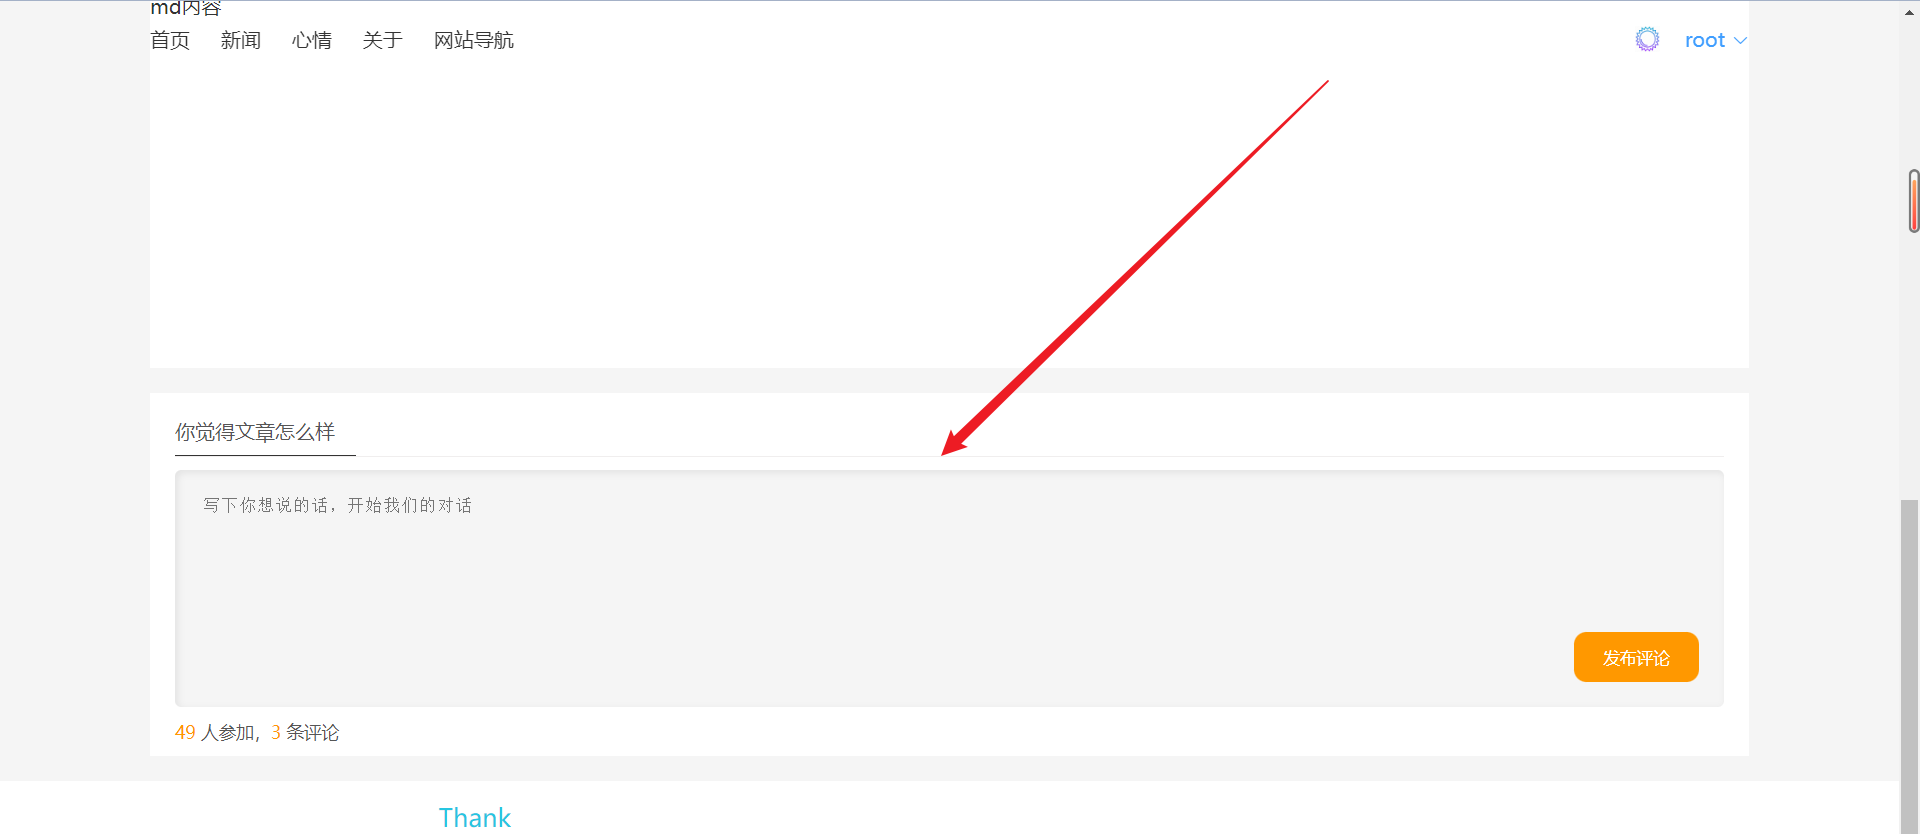 md内容
首页 新闻 心情 关于 网站导航 root
你觉得文章怎么样
写下你想说的话，开始我们的对话
发布评论
49 人参加，3 条评论
Thank